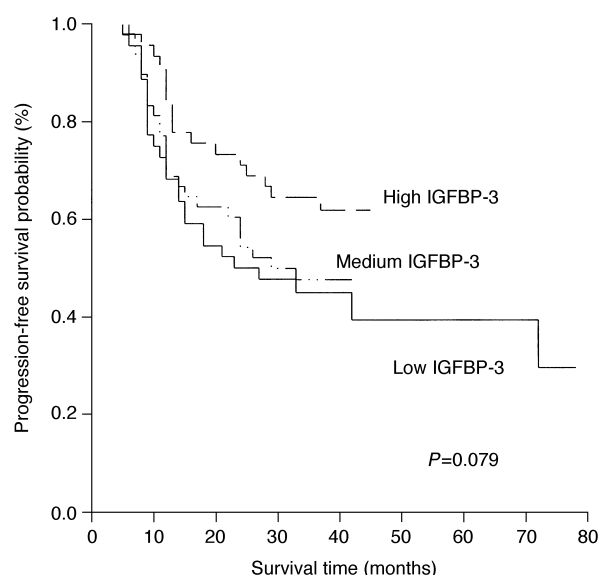 Progression-free survival probability (%)
1.0
0.8
0.6
0.4
0.2
0.0
High IGFBP-3
Medium IGFBP-3
Low IGFBP-3
P=0.079
0 10 20 30 40 50 60 70 80
Survival time (months)